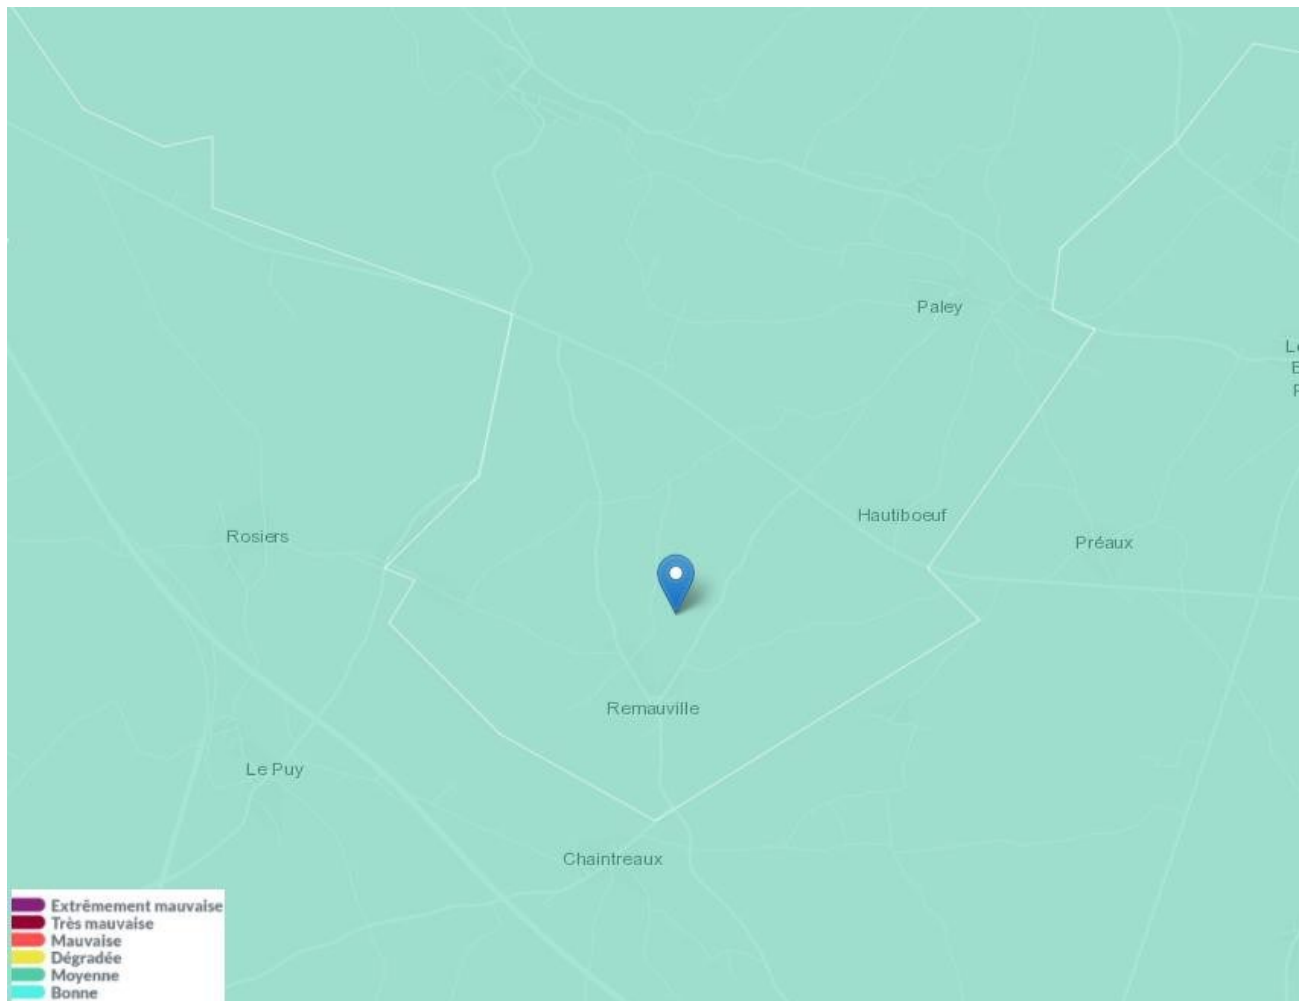 Paley
Hautiboeuf
Rosiers
Préaux
Remauville
Le Puy
Chaintreaux
Extrêmement mauvaise
Très mauvaise
Mauvaise
Dégradée
Moyenne
Bonne